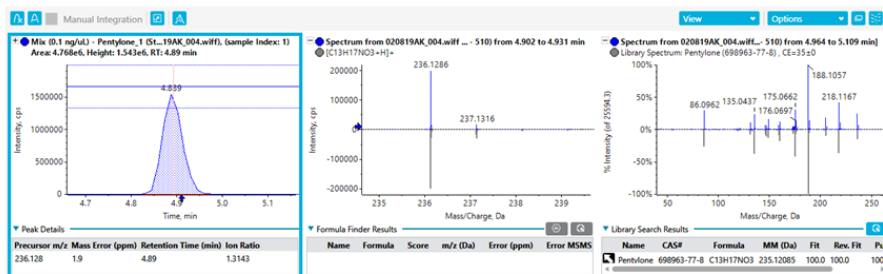 Manual Integration
View
Options
Mix (0.1 ng/uL) - Pentylone_1 (St...19AK_004.wiff), (sample Index: 1)
Area: 4.768e6, Height: 1.543e6, RT: 4.89 min
4.889
1500000
1000000
500000
0
Intensity, cps
4.7
4.8
4.9
5.0
5.1
Time, min
Peak Details
Precursor m/z Mass Error (ppm) Retention Time (min) Ion Ratio
236.128 1.9 4.89 1.3143
Spectrum from 020819AK_004.wiff ... - 510) from 4.902 to 4.931 min
[C13H17NO3+H]+
236.1286
237.1316
200000
100000
0
-100000
-200000
Intensity, cps
235
236
237
238
239
Mass/Charge, Da
Formula Finder Results
Name Formula Score m/z (Da) Error (ppm) Error MSMS
Spectrum from 020819AK_004.wiff... - 510) from 4.964 to 5.109 min]
Library Spectrum: Pentylone (698963-77-8) , CE=35±0
100%
50%
0%
-50%
-100%
% Intensity (of 25594.3)
86.0962
135.0437
175.0662
176.0697
188.1057
218.1167
50
100
150
200
250
Mass/Charge, Da
Library Search Results
Name CAS# Formula MM (Da) Fit Rev. Fit Pu
Pentylone 698963-77-8 C13H17NO3 235.12085 100.0 100.0 100.